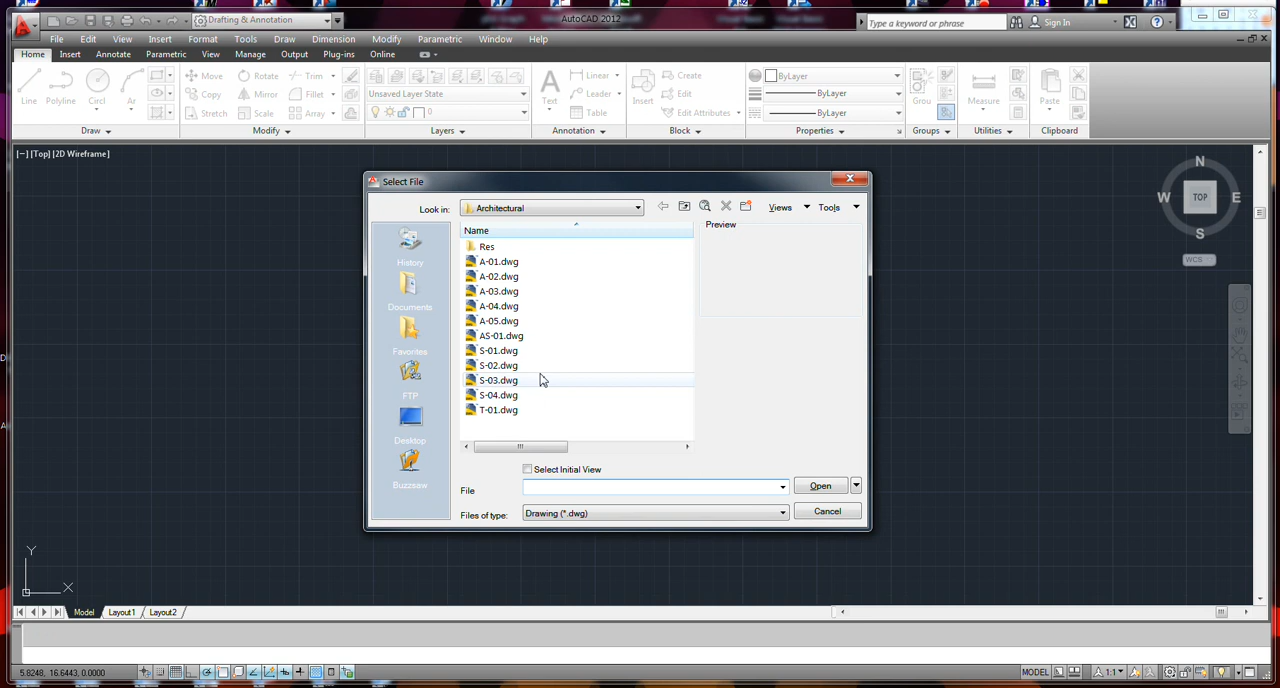 Drafting & Annotation
AutoCAD 2012
Type a keyword or phrase
Sign In
File Edit View Insert Format Tools Draw Dimension Modify Parametric Window Help
Home Insert Annotate Parametric View Manage Output Plug-ins Online
Line Polyline Circl Ar
Move Rotate Trim
Copy Mirror Fillet
Stretch Scale Array
Unsaved Layer State
0
Text
Linear
Leader
Table
Insert
Create
Edit
Edit Attributes
ByLayer
ByLayer
ByLayer
Grou
Measure
Paste
Draw Modify Layers Annotation Block Properties Groups Utilities Clipboard
[−] [Top] [2D Wireframe]
N
W TOP E
S
WCS
Select File
Look in: Architectural
Views Tools
Name
Preview
Res
A-01.dwg
A-02.dwg
A-03.dwg
A-04.dwg
A-05.dwg
AS-01.dwg
S-01.dwg
S-02.dwg
S-03.dwg
S-04.dwg
T-01.dwg
History
Documents
Favorites
FTP
Desktop
Buzzsaw
Select Initial View
File
Open
Files of type: Drawing (*.dwg)
Cancel
Y
X
Model Layout1 Layout2
5.8248, 16.6443, 0.0000
MODEL
1:1